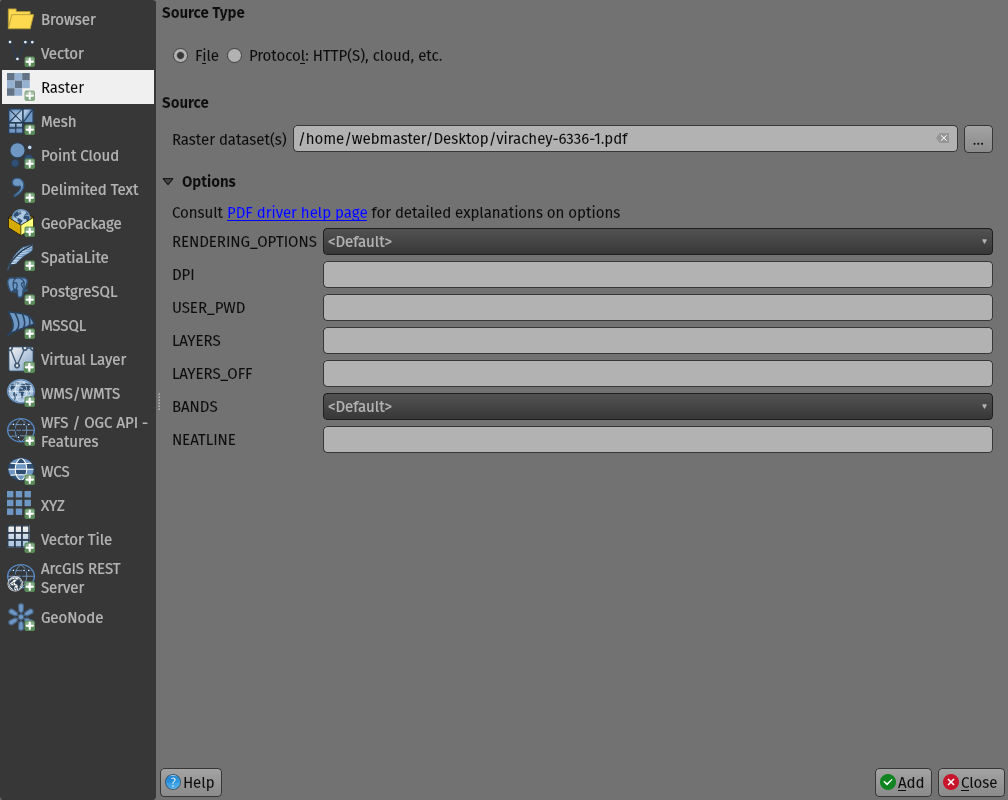 Browser
Vector
Raster
Mesh
Point Cloud
Delimited Text
GeoPackage
SpatiaLite
PostgreSQL
MSSQL
Virtual Layer
WMS/WMTS
WFS / OGC API -
Features
WCS
XYZ
Vector Tile
ArcGIS REST
Server
GeoNode
Source Type
File Protocol: HTTP(S), cloud, etc.
Source
Raster dataset(s) /home/webmaster/Desktop/virachey-6336-1.pdf ...
Options
Consult PDF driver help page for detailed explanations on options
RENDERING_OPTIONS <Default>
DPI
USER_PWD
LAYERS
LAYERS_OFF
BANDS <Default>
NEATLINE
Help Add Close